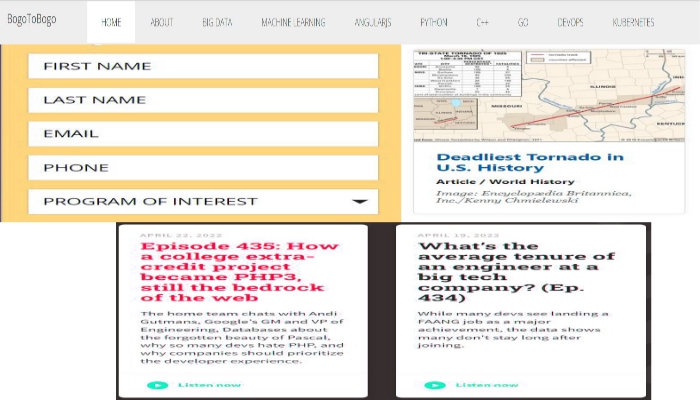 BogoToBogo
HOME
ABOUT
BIG DATA
MACHINE LEARNING
ANGULARJS
PYTHON
C++
GO
DEVOPS
KUBERNETES
FIRST NAME
LAST NAME
EMAIL
PHONE
PROGRAM OF INTEREST
TRI-STATE TORNADO OF 1925
ILLINOIS
MISSOURI
Deadliest Tornado in
U.S. History
Article / World History
Image: Encyclopædia Britannica,
Inc./Kenny Chmielewski
APRIL 22, 2022
Episode 435: How
a college extra-
credit project
became PHP3,
still the bedrock
of the web
The home team chats with Andi
Gutmans, Google's GM and VP of
Engineering, Databases about
the forgotten beauty of Pascal,
why so many devs hate PHP, and
why companies should prioritize
the developer experience.
Listen now
APRIL 19, 2022
What's the
average tenure of
an engineer at a
big tech
company? (Ep.
434)
While many devs see landing a
FAANG job as a major
achievement, the data shows
many don't stay long after
joining.
Listen now